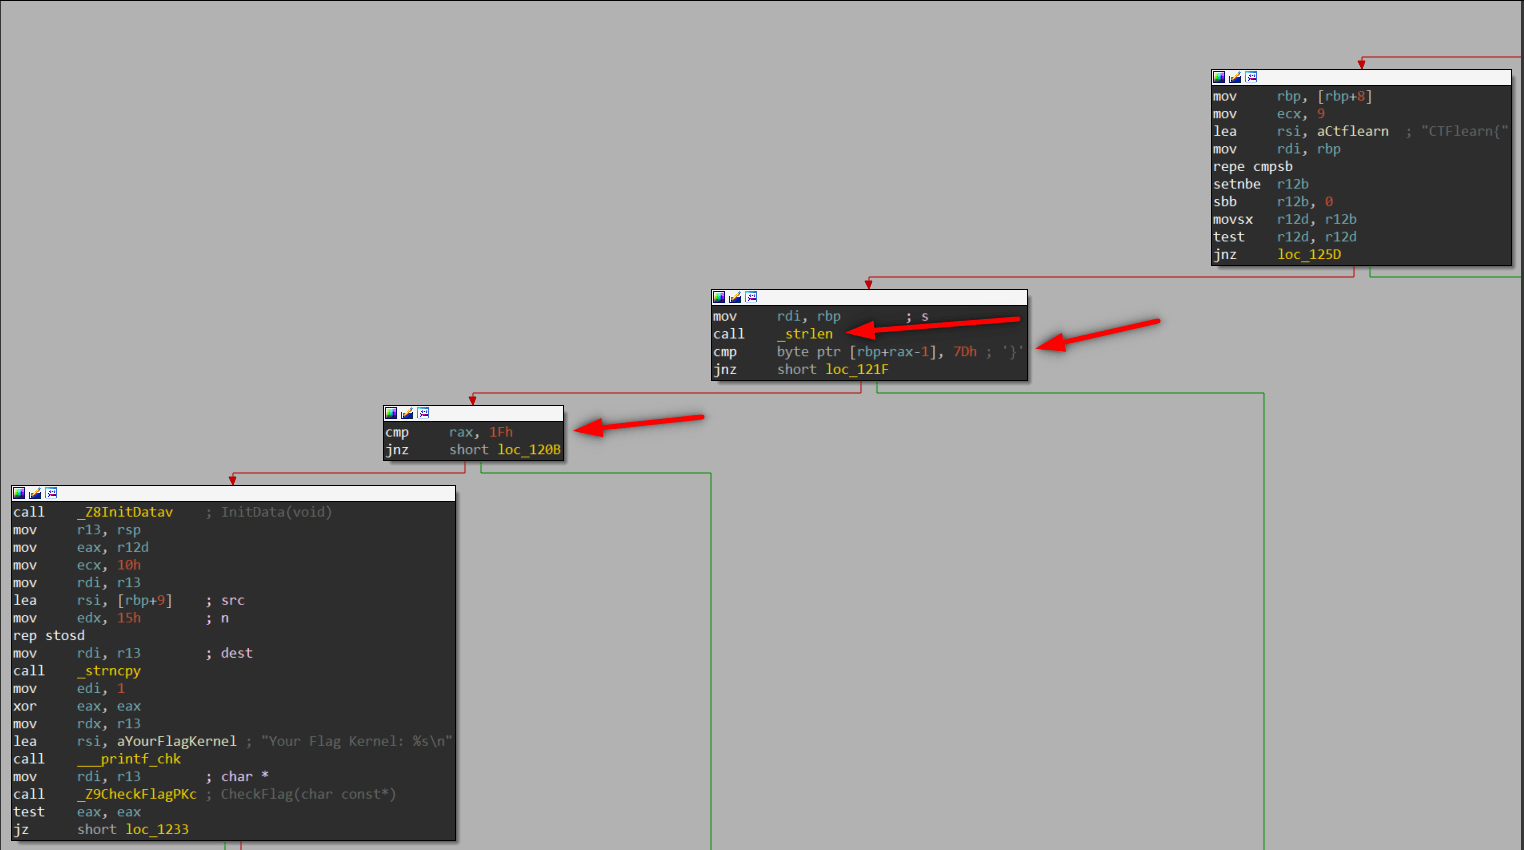 mov rbp, [rbp+8]
mov ecx, 9
lea rsi, aCtflearn ; "CTFlearn{"
mov rdi, rbp
repe cmpsb
setnbe r12b
sbb r12b, 0
movsx r12d, r12b
test r12d, r12d
jnz loc_125D
mov rdi, rbp ; s
call _strlen
cmp byte ptr [rbp+rax-1], 7Dh ; '}'
jnz short loc_121F
cmp rax, 1Fh
jnz short loc_120B
call _Z8InitDatav ; InitData(void)
mov r13, rsp
mov eax, r12d
mov ecx, 10h
mov rdi, r13
lea rsi, [rbp+9] ; src
mov edx, 15h ; n
rep stosd
mov rdi, r13 ; dest
call _strncpy
mov edi, 1
xor eax, eax
mov rdx, r13
lea rsi, aYourFlagKernel ; "Your Flag Kernel: %s\n"
call ___printf_chk
mov rdi, r13 ; char *
call _Z9CheckFlagPKc ; CheckFlag(char const*)
test eax, eax
jz short loc_1233